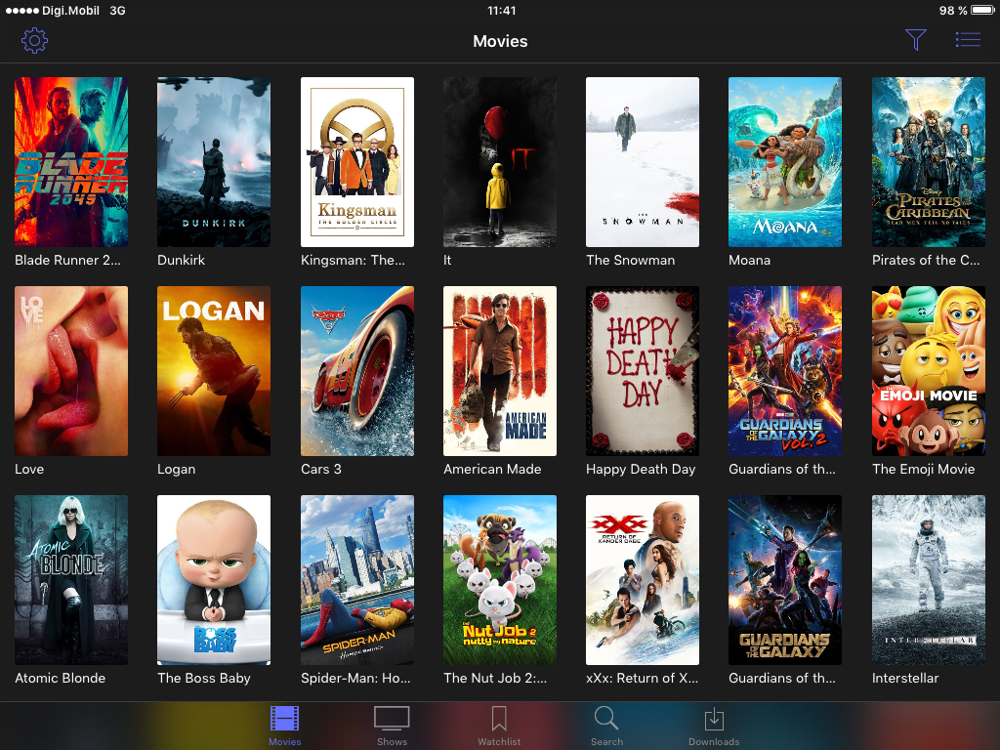 Digi.Mobil 3G 11:41 98 %
Movies
BLADE
RUNNER
2049
DUNKIRK
Kingsman
THE GOLDEN CIRCLE
IT
THE
SNOWMAN
MOANA
Disney
PIRATES of the
CARIBBEAN
DEAD MEN TELL NO TALES
Blade Runner 2...
Dunkirk
Kingsman: The...
It
The Snowman
Moana
Pirates of the C...
LO
VE
LOGAN
AMERICAN
MADE
HAPPY
DEATH
DAY
GUARDIANS
OF THE GALAXY
VOL. 2
EMOJI MOVIE
Love
Logan
Cars 3
American Made
Happy Death Day
Guardians of th...
The Emoji Movie
ATOMIC
BLONDE
THE
BOSS
BABY
SPIDER-MAN
HOMECOMING
THE
NUT JOB 2
nutty by nature
xXx
RETURN OF
XANDER CAGE
GUARDIANS
OF THE GALAXY
INTERSTELLAR
Atomic Blonde
The Boss Baby
Spider-Man: Ho...
The Nut Job 2:...
xXx: Return of X...
Guardians of th...
Interstellar
Movies
Shows
Watchlist
Search
Downloads